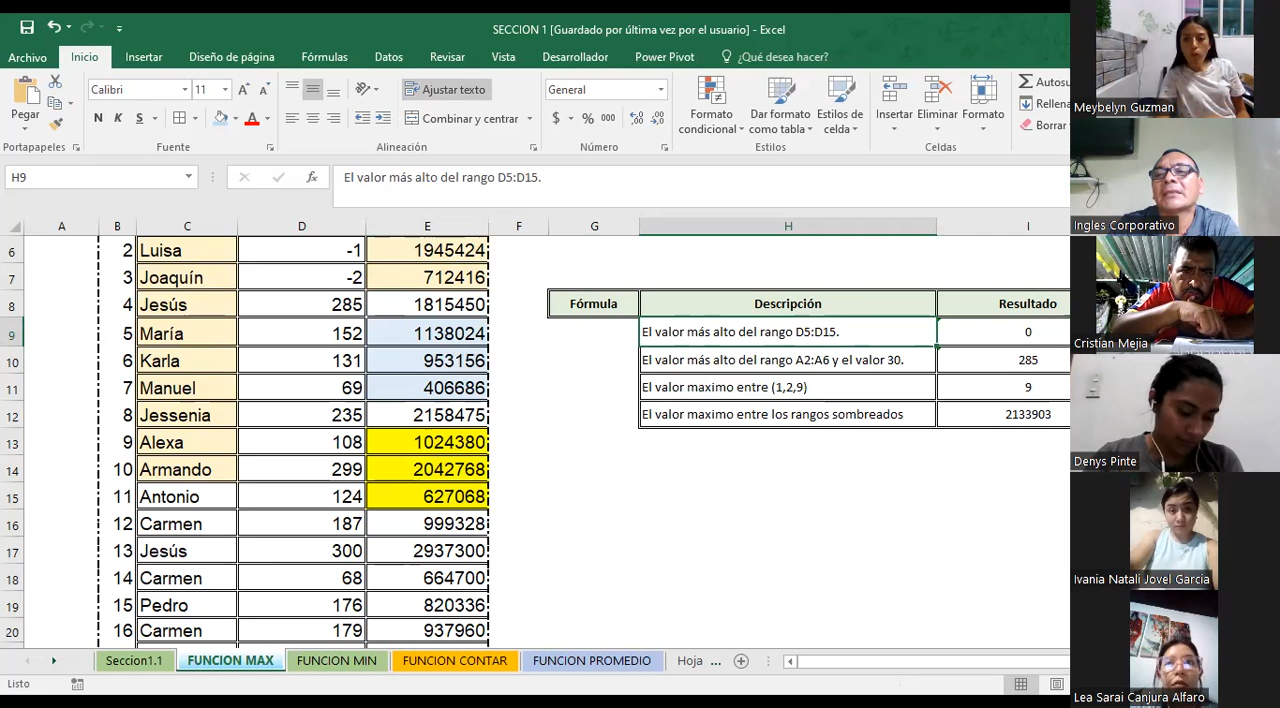 SECCION 1 [Guardado por última vez por el usuario] - Excel
Archivo Inicio Insertar Diseño de página Fórmulas Datos Revisar Vista Desarrollador Power Pivot ¿Qué desea hacer?
Pegar
Calibri 11
N K S
Ajustar texto
Combinar y centrar
General
$ % 000
Formato condicional
Dar formato como tabla
Estilos de celda
Insertar Eliminar Formato
Autosu
Rellena
Borrar
Portapapeles Fuente Alineación Número Estilos Celdas
H9 fx El valor más alto del rango D5:D15.
A B C D E F G H I
6 2 Luisa -1 1945424
7 3 Joaquín -2 712416
8 4 Jesús 285 1815450 Fórmula Descripción Resultado
9 5 María 152 1138024 El valor más alto del rango D5:D15. 0
10 6 Karla 131 953156 El valor más alto del rango A2:A6 y el valor 30. 285
11 7 Manuel 69 406686 El valor maximo entre (1,2,9) 9
12 8 Jessenia 235 2158475 El valor maximo entre los rangos sombreados 2133903
13 9 Alexa 108 1024380
14 10 Armando 299 2042768
15 11 Antonio 124 627068
16 12 Carmen 187 999328
17 13 Jesús 300 2937300
18 14 Carmen 68 664700
19 15 Pedro 176 820336
20 16 Carmen 179 937960
Seccion1.1 FUNCION MAX FUNCION MIN FUNCION CONTAR FUNCION PROMEDIO Hoja ...
Listo
Meybelyn Guzman
Ingles Corporativo
Cristian Mejia
Denys Pinte
Ivania Natali Jovel Garcia
Lea Sarai Canjura Alfaro